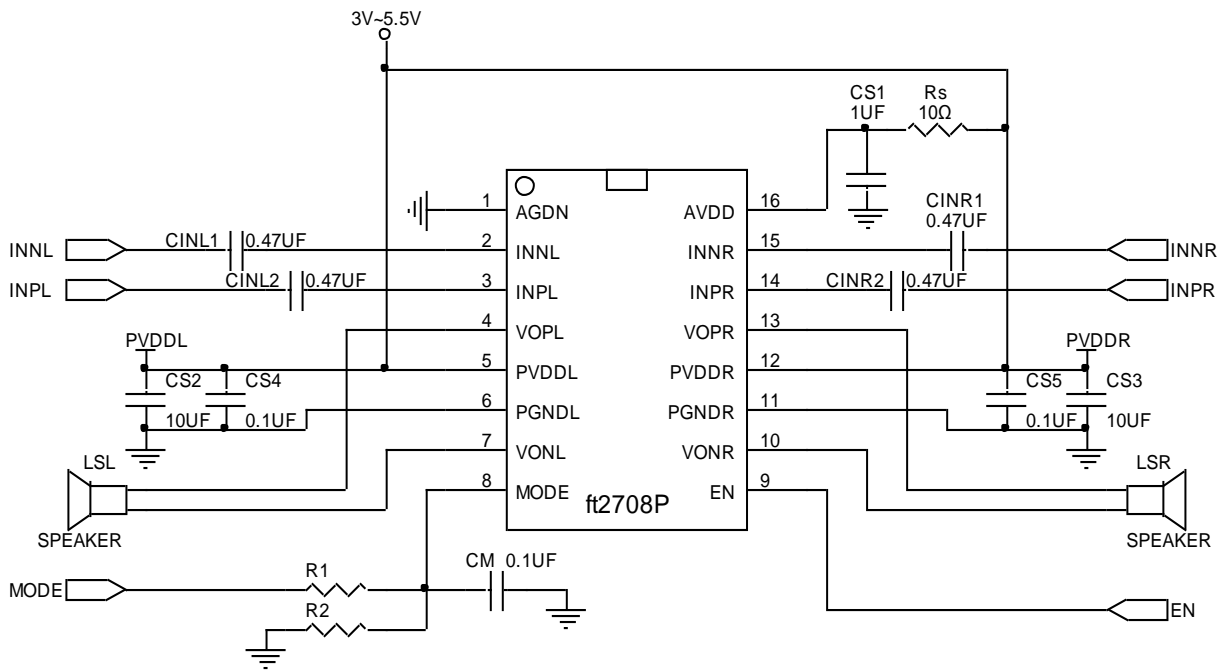 3V~5.5V
CS1
1UF
Rs
10Ω
1
AGDN
AVDD
16
CINR1
0.47UF
INNL
CINL1
0.47UF
2
INNL
INNR
15
INNR
INPL
CINL2
0.47UF
3
INPL
INPR
14
CINR2
0.47UF
INPR
4
VOPL
VOPR
13
PVDDL
PVDDR
5
PVDDL
PVDDR
12
CS2
CS4
CS5
CS3
6
PGNDL
PGNDR
11
10UF
0.1UF
0.1UF
10UF
7
VONL
VONR
10
LSL
LSR
8
MODE
EN
9
ft2708P
SPEAKER
SPEAKER
CM 0.1UF
R1
MODE
R2
EN